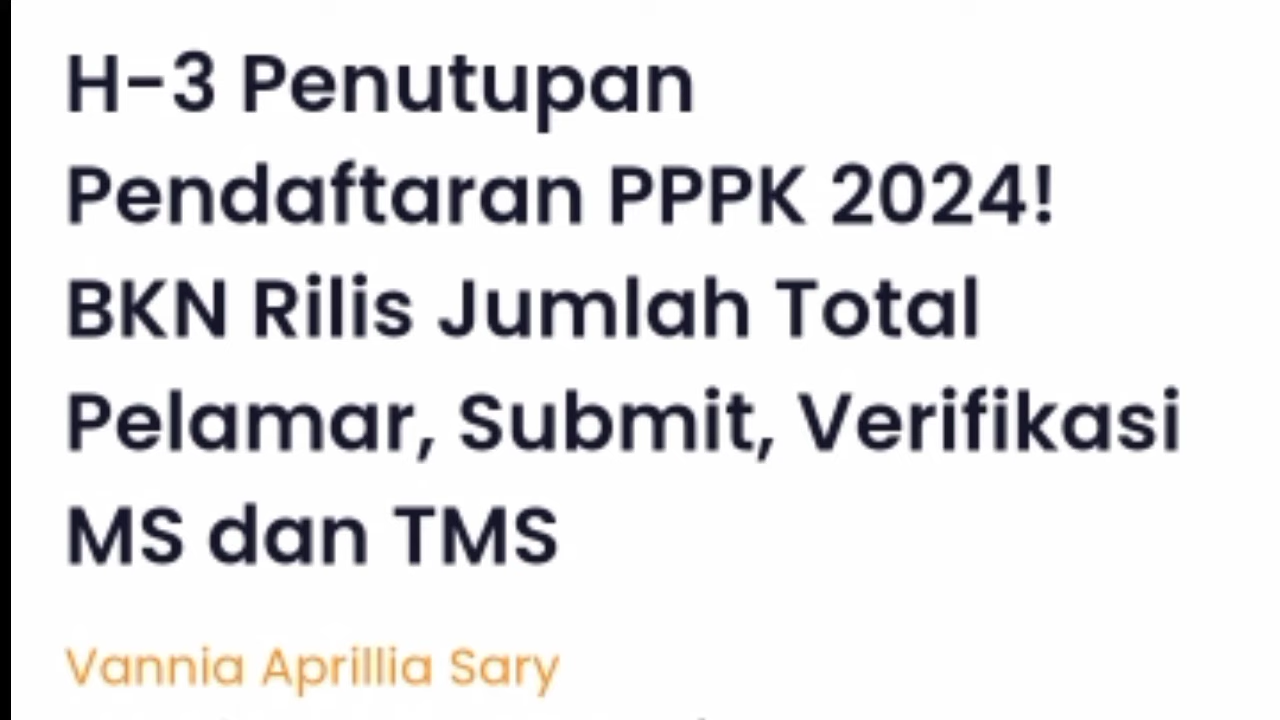 H-3 Penutupan
Pendaftaran PPPK 2024!
BKN Rilis Jumlah Total
Pelamar, Submit, Verifikasi
MS dan TMS
Vannia Aprillia Sary